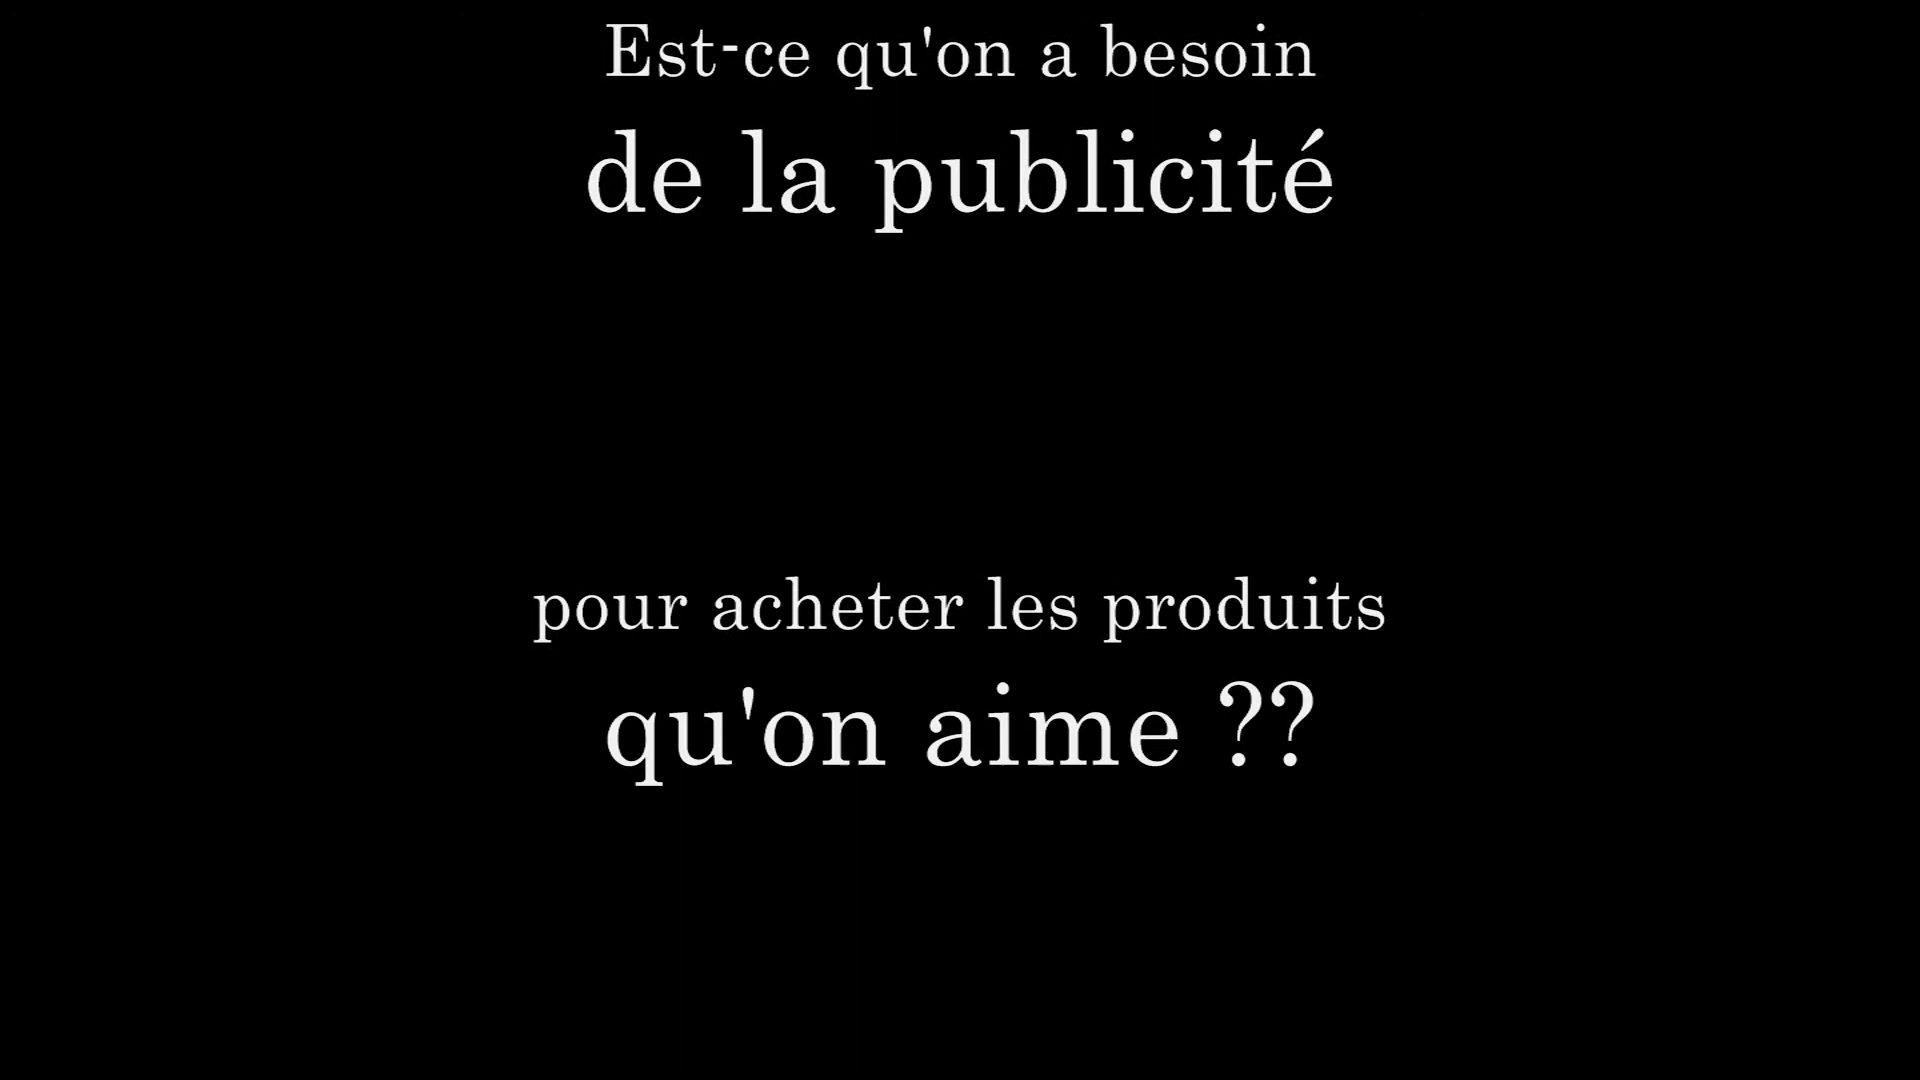 Est-ce qu'on a besoin
de la publicité
pour acheter les produits
qu'on aime ??